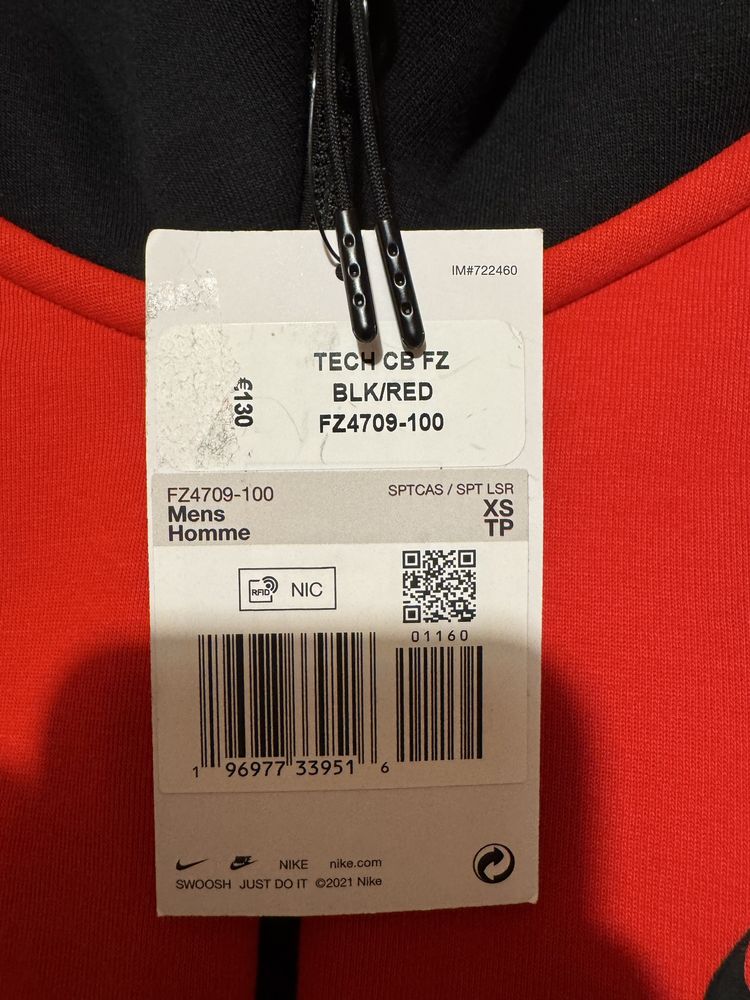 IM#722460
TECH CB FZ
BLK/RED
FZ4709-100
€130
FZ4709-100
Mens
Homme
SPTCAS / SPT LSR
XS
TP
RFID NIC
01160
1 96977 33951 6
NIKE nike.com
SWOOSH JUST DO IT ©2021 Nike